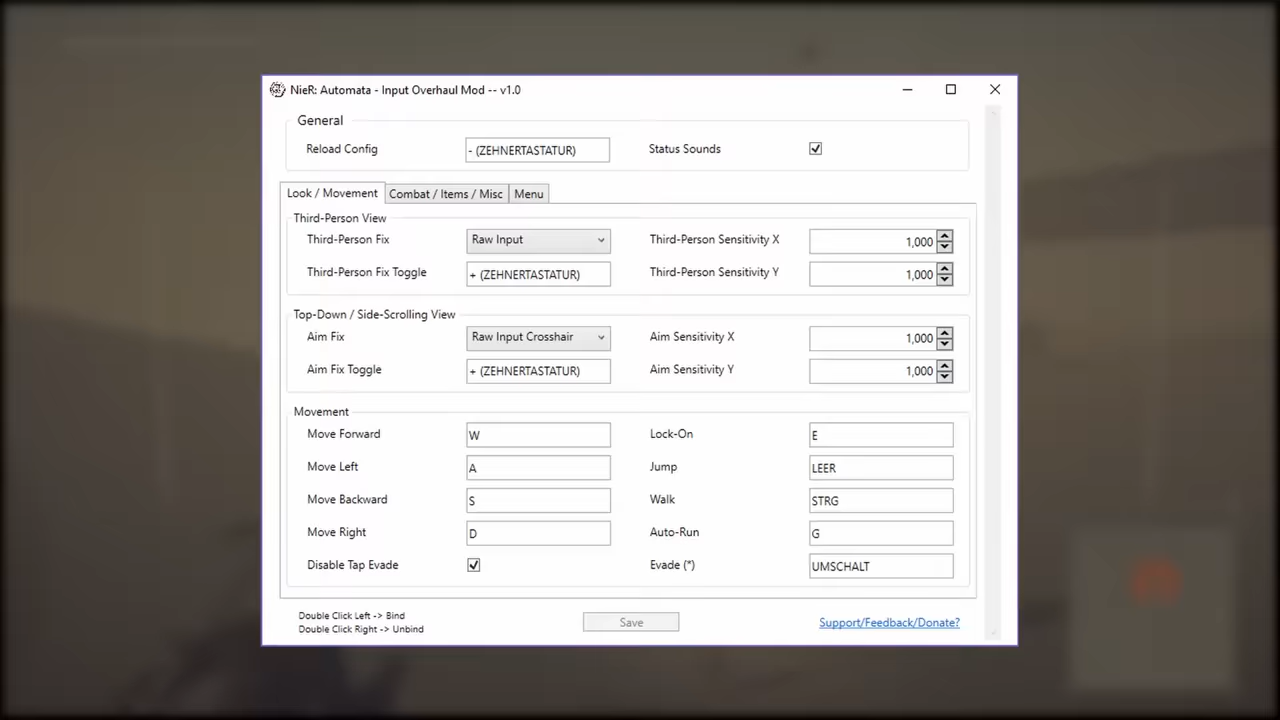 NieR: Automata - Input Overhaul Mod -- v1.0
General
Reload Config - (ZEHNERTASTATUR) Status Sounds
Look / Movement Combat / Items / Misc Menu
Third-Person View
Third-Person Fix Raw Input Third-Person Sensitivity X 1,000
Third-Person Fix Toggle + (ZEHNERTASTATUR) Third-Person Sensitivity Y 1,000
Top-Down / Side-Scrolling View
Aim Fix Raw Input Crosshair Aim Sensitivity X 1,000
Aim Fix Toggle + (ZEHNERTASTATUR) Aim Sensitivity Y 1,000
Movement
Move Forward W Lock-On E
Move Left A Jump LEER
Move Backward S Walk STRG
Move Right D Auto-Run G
Disable Tap Evade Evade (*) UMSCHALT
Double Click Left -> Bind
Double Click Right -> Unbind
Save
Support/Feedback/Donate?